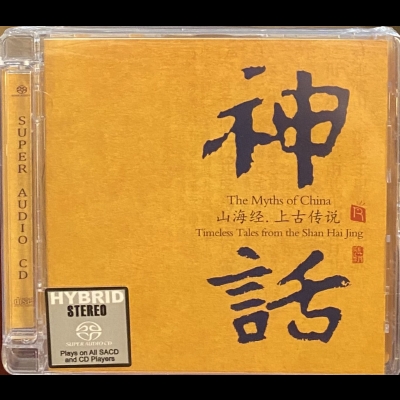 SUPER AUDIO CD
神
The Myths of China
山海经.上古传说
Timeless Tales from the Shan Hai Jing
話
HYBRID
STEREO
SUPER AUDIO CD
Plays on All SACD
and CD Players